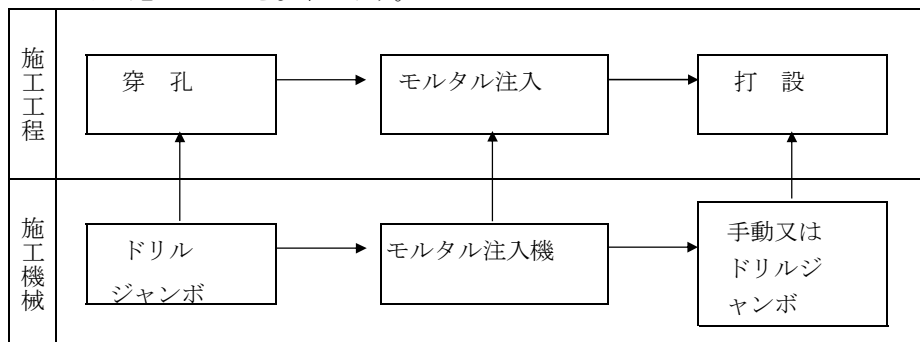 施工工程
穿　孔
モルタル注入
打　設
施工機械
ドリル
ジャンボ
モルタル注入機
手動又は
ドリルジ
ャンボ